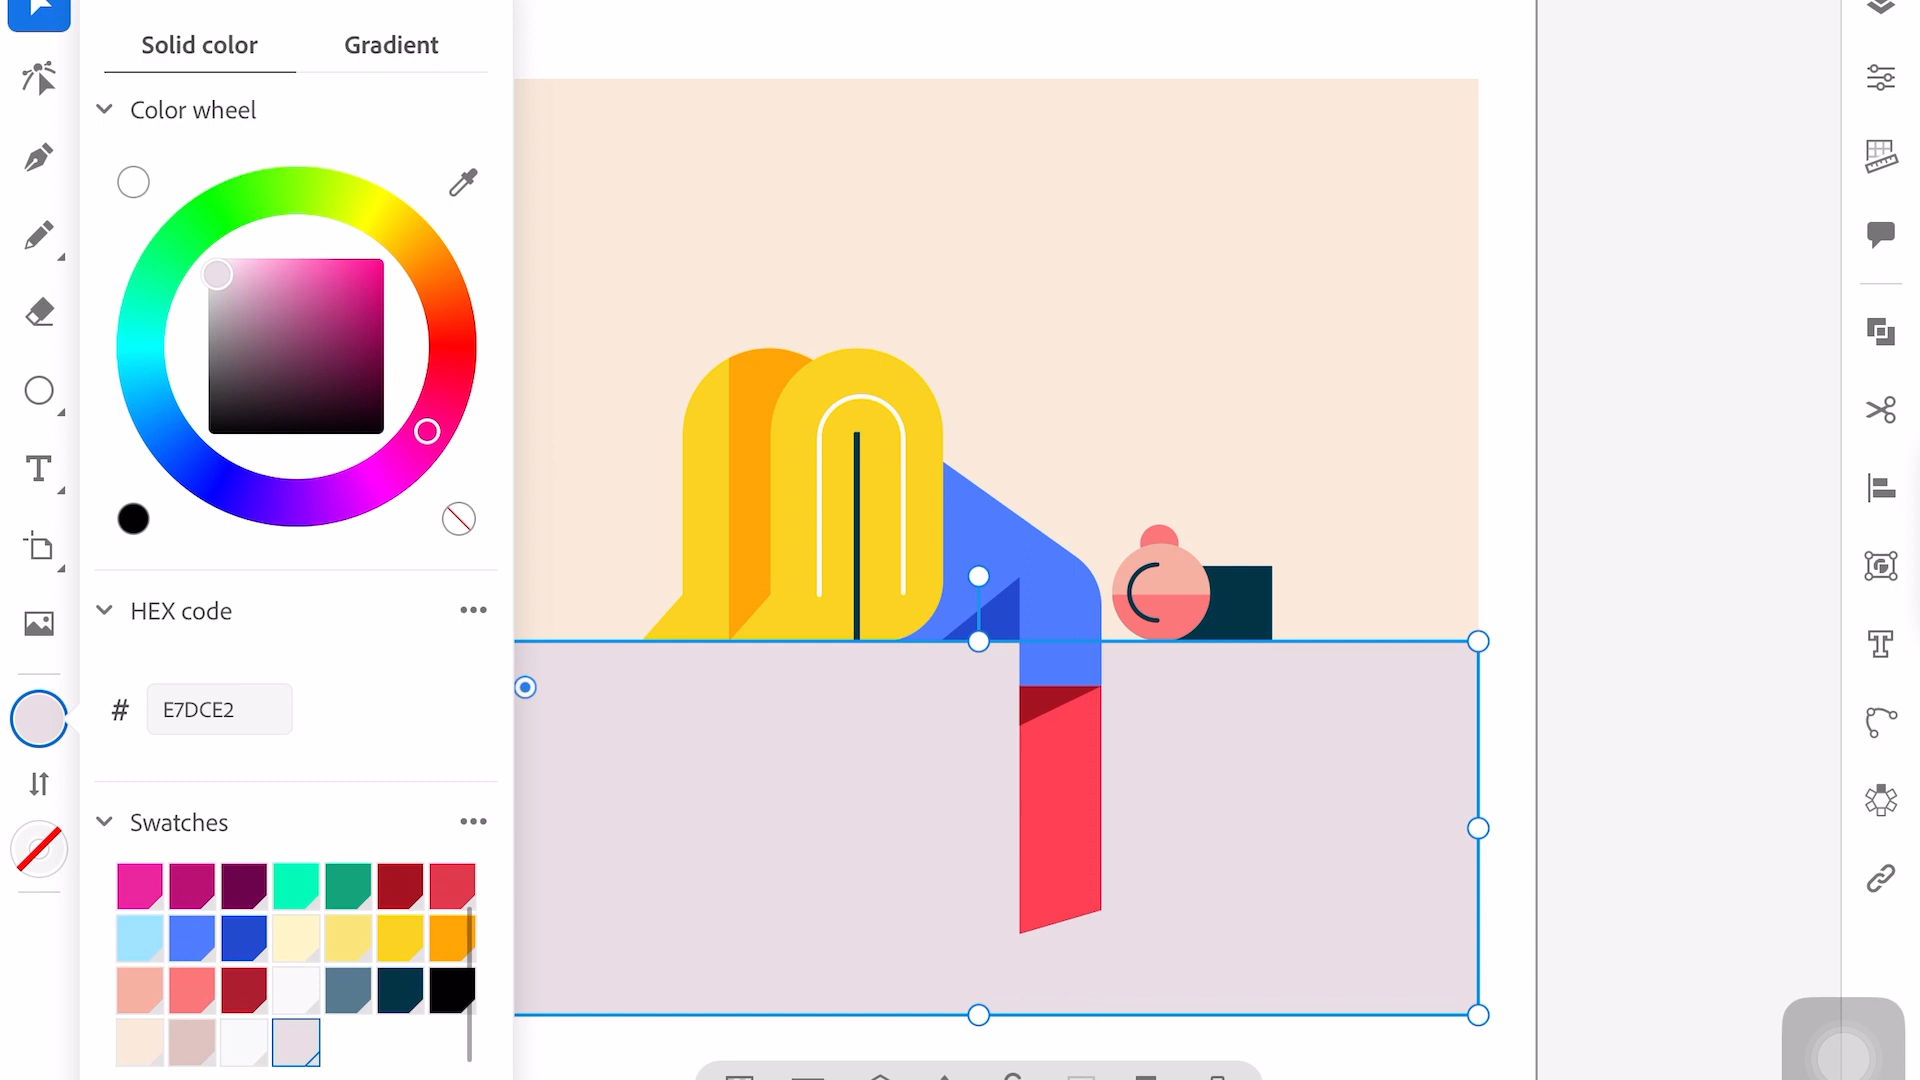 Solid color
Gradient
Color wheel
HEX code
# E7DCE2
Swatches